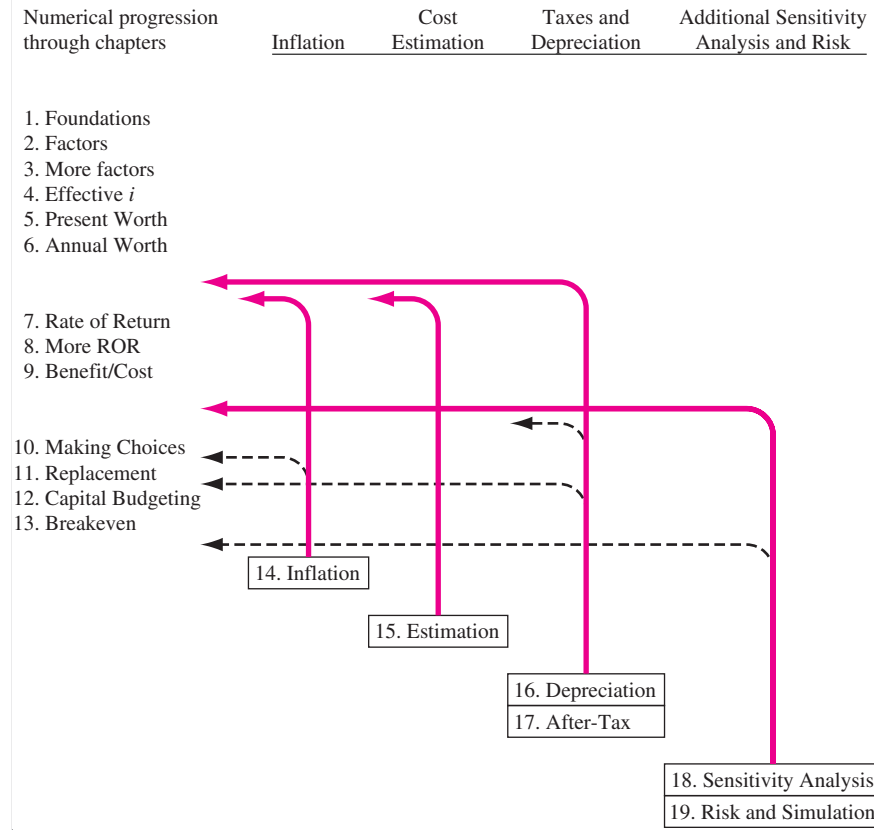 Numerical progression
through chapters
Inflation
Cost
Estimation
Taxes and
Depreciation
Additional Sensitivity
Analysis and Risk
1. Foundations
2. Factors
3. More factors
4. Effective i
5. Present Worth
6. Annual Worth
7. Rate of Return
8. More ROR
9. Benefit/Cost
10. Making Choices
11. Replacement
12. Capital Budgeting
13. Breakeven
14. Inflation
15. Estimation
16. Depreciation
17. After-Tax
18. Sensitivity Analysis
19. Risk and Simulation